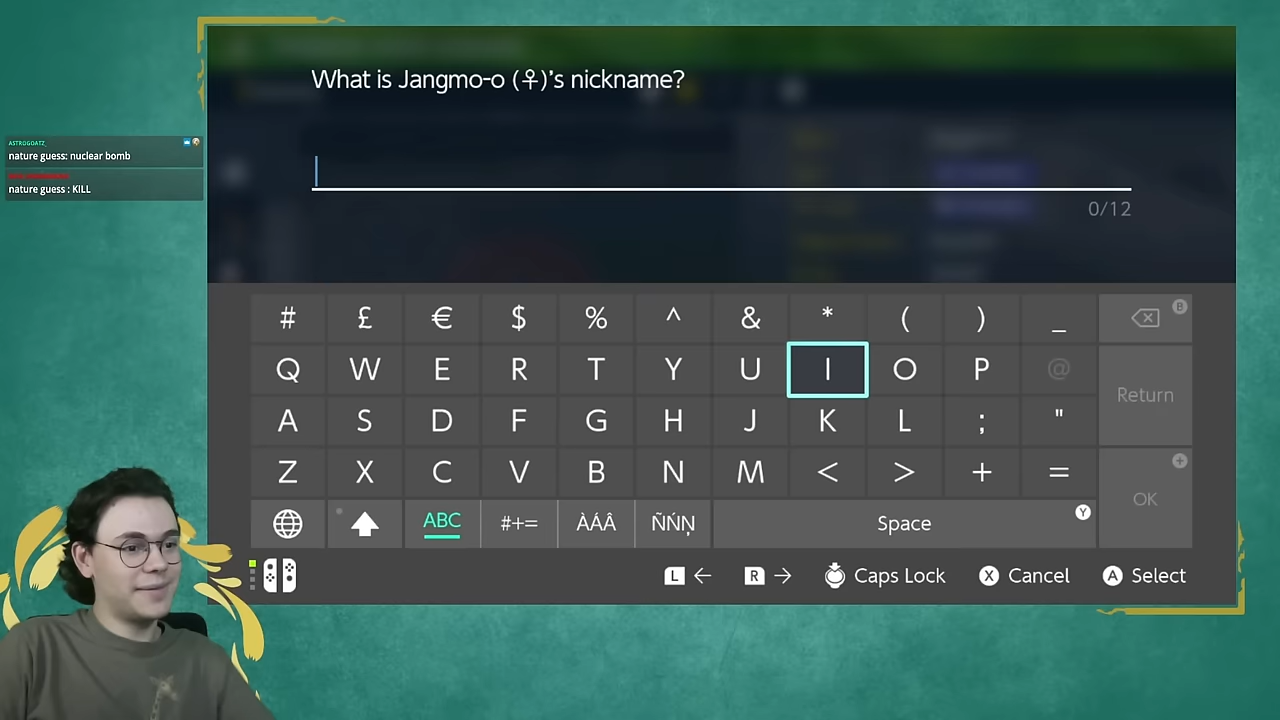 What is Jangmo-o (♀)'s nickname?
0/12
ASTROGOATZ_
nature guess: nuclear bomb
nature guess : KILL
# £ € $ % ^ & * ( ) _ B
Q W E R T Y U I O P @ Return
A S D F G H J K L ; "
Z X C V B N M < > + = + OK
ABC #+= ÀÁÂ ÑŃŅ Space Y
L ← R → Caps Lock X Cancel A Select